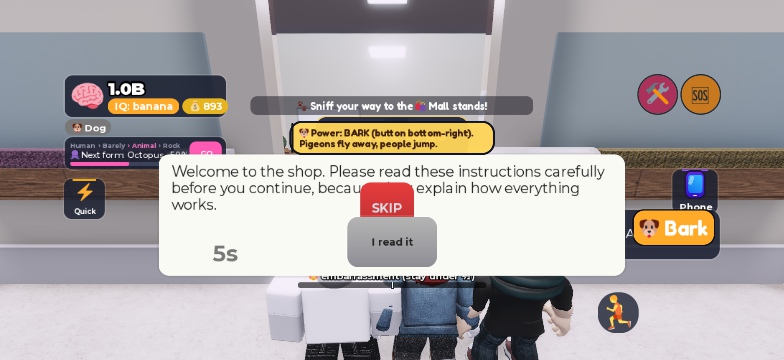 1.0B
IQ: banana
893
Dog
Human • Barely • Animal • Rock
Next form: Octopus
Quick
Sniff your way to the Mall stands!
Power: BARK (button bottom-right).
Pigeons fly away, people jump.
SOS
Welcome to the shop. Please read these instructions carefully
before you continue, explain how everything
works.
SKIP
I read it
5s
Phone
Bark
embarrassment (stay under